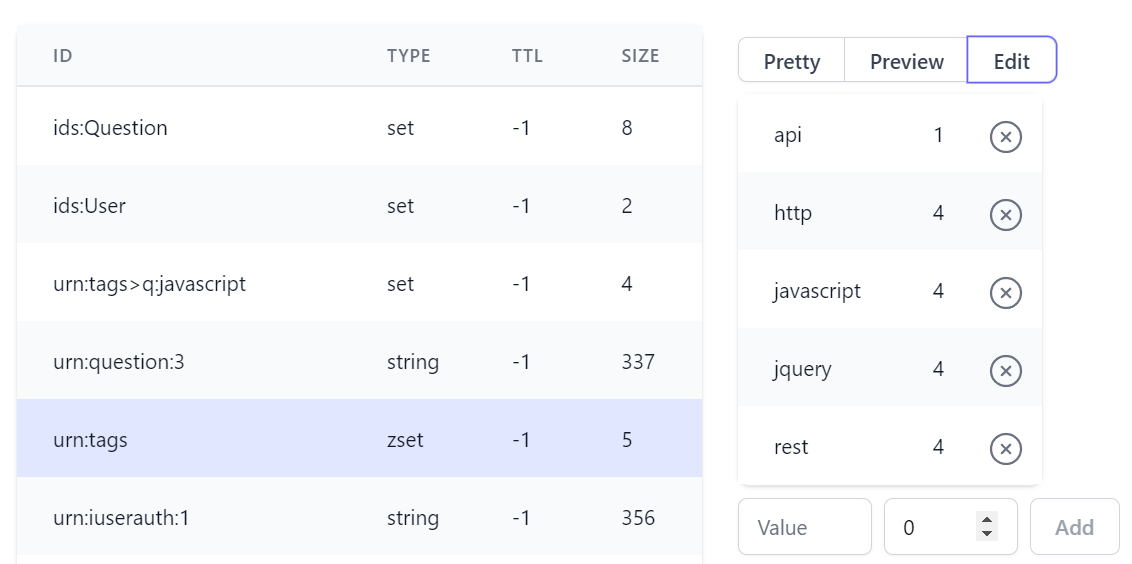 ID TYPE TTL SIZE
ids:Question set -1 8
ids:User set -1 2
urn:tags>q:javascript set -1 4
urn:question:3 string -1 337
urn:tags zset -1 5
urn:iuserauth:1 string -1 356
Pretty Preview Edit
api 1
http 4
javascript 4
jquery 4
rest 4
Value 0 Add